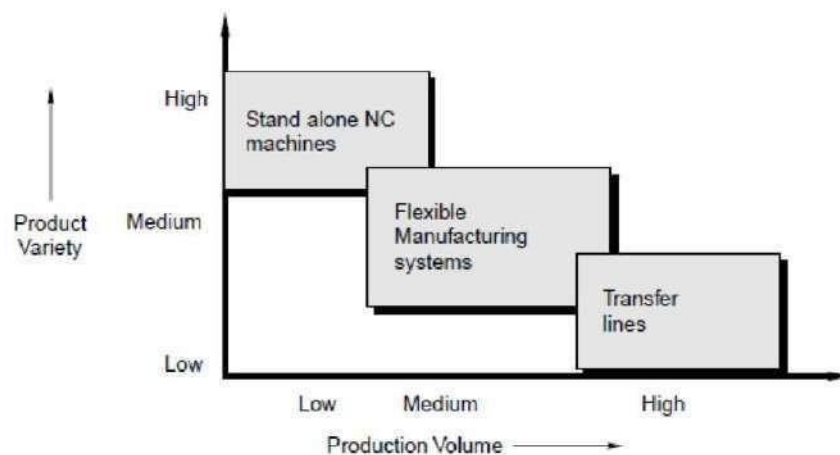 High
Stand alone NC
machines
Product
Variety
Medium
Flexible
Manufacturing
systems
Transfer
lines
Low
Low
Medium
High
Production Volume